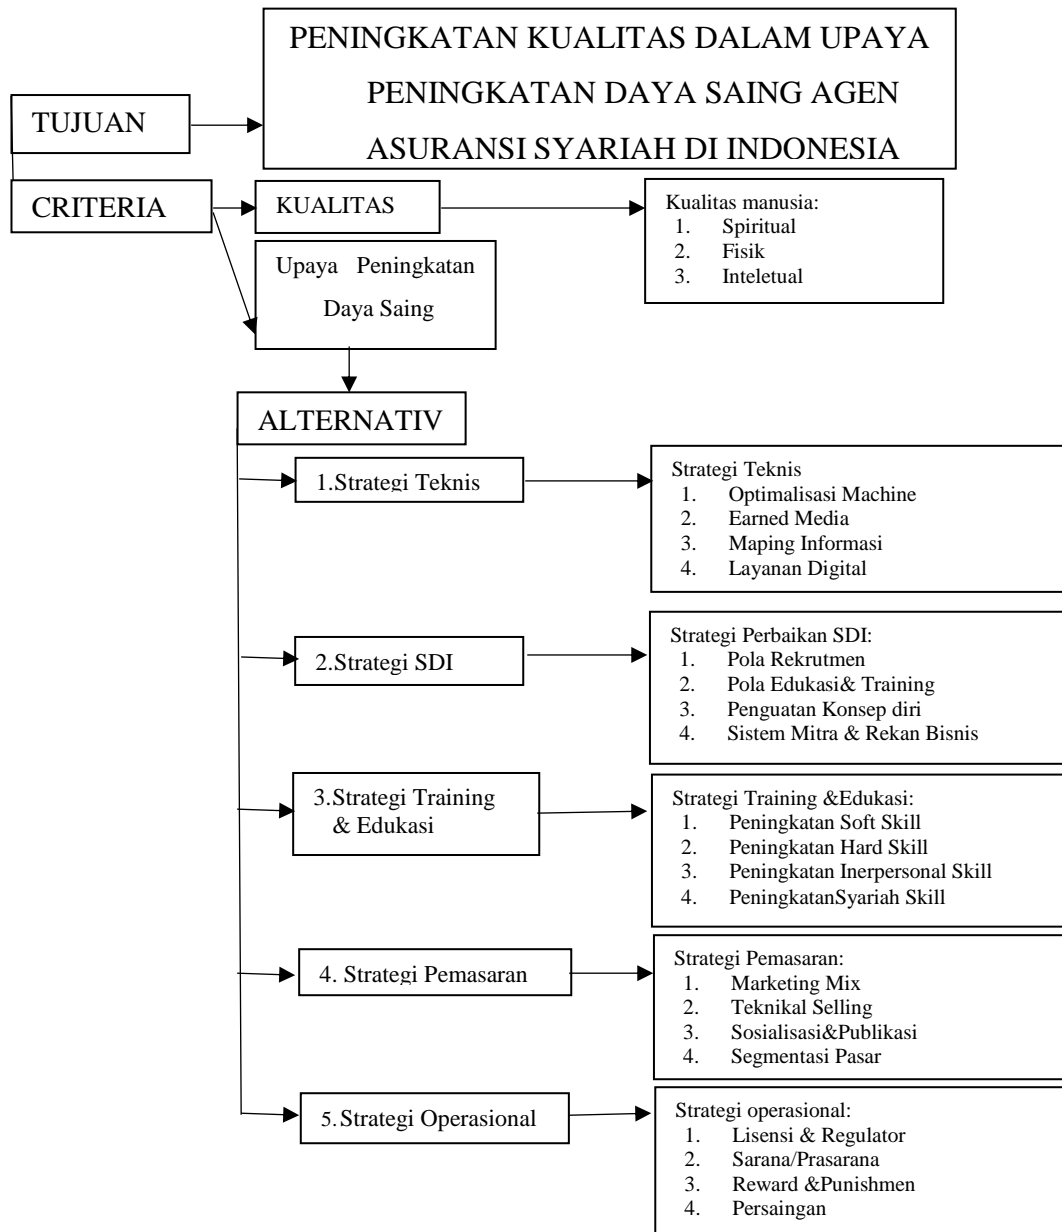 PENINGKATAN KUALITAS DALAM UPAYA
PENINGKATAN DAYA SAING AGEN
ASURANSI SYARIAH DI INDONESIA
TUJUAN
CRITERIA
KUALITAS
Kualitas manusia:
1. Spiritual
2. Fisik
3. Inteletual
Upaya Peningkatan
Daya Saing
ALTERNATIV
1.Strategi Teknis
Strategi Teknis
1. Optimalisasi Machine
2. Earned Media
3. Maping Informasi
4. Layanan Digital
2.Strategi SDI
Strategi Perbaikan SDI:
1. Pola Rekrutmen
2. Pola Edukasi& Training
3. Penguatan Konsep diri
4. Sistem Mitra & Rekan Bisnis
3.Strategi Training
& Edukasi
Strategi Training &Edukasi:
1. Peningkatan Soft Skill
2. Peningkatan Hard Skill
3. Peningkatan Inerpersonal Skill
4. PeningkatanSyariah Skill
4. Strategi Pemasaran
Strategi Pemasaran:
1. Marketing Mix
2. Teknikal Selling
3. Sosialisasi&Publikasi
4. Segmentasi Pasar
5.Strategi Operasional
Strategi operasional:
1. Lisensi & Regulator
2. Sarana/Prasarana
3. Reward &Punishmen
4. Persaingan